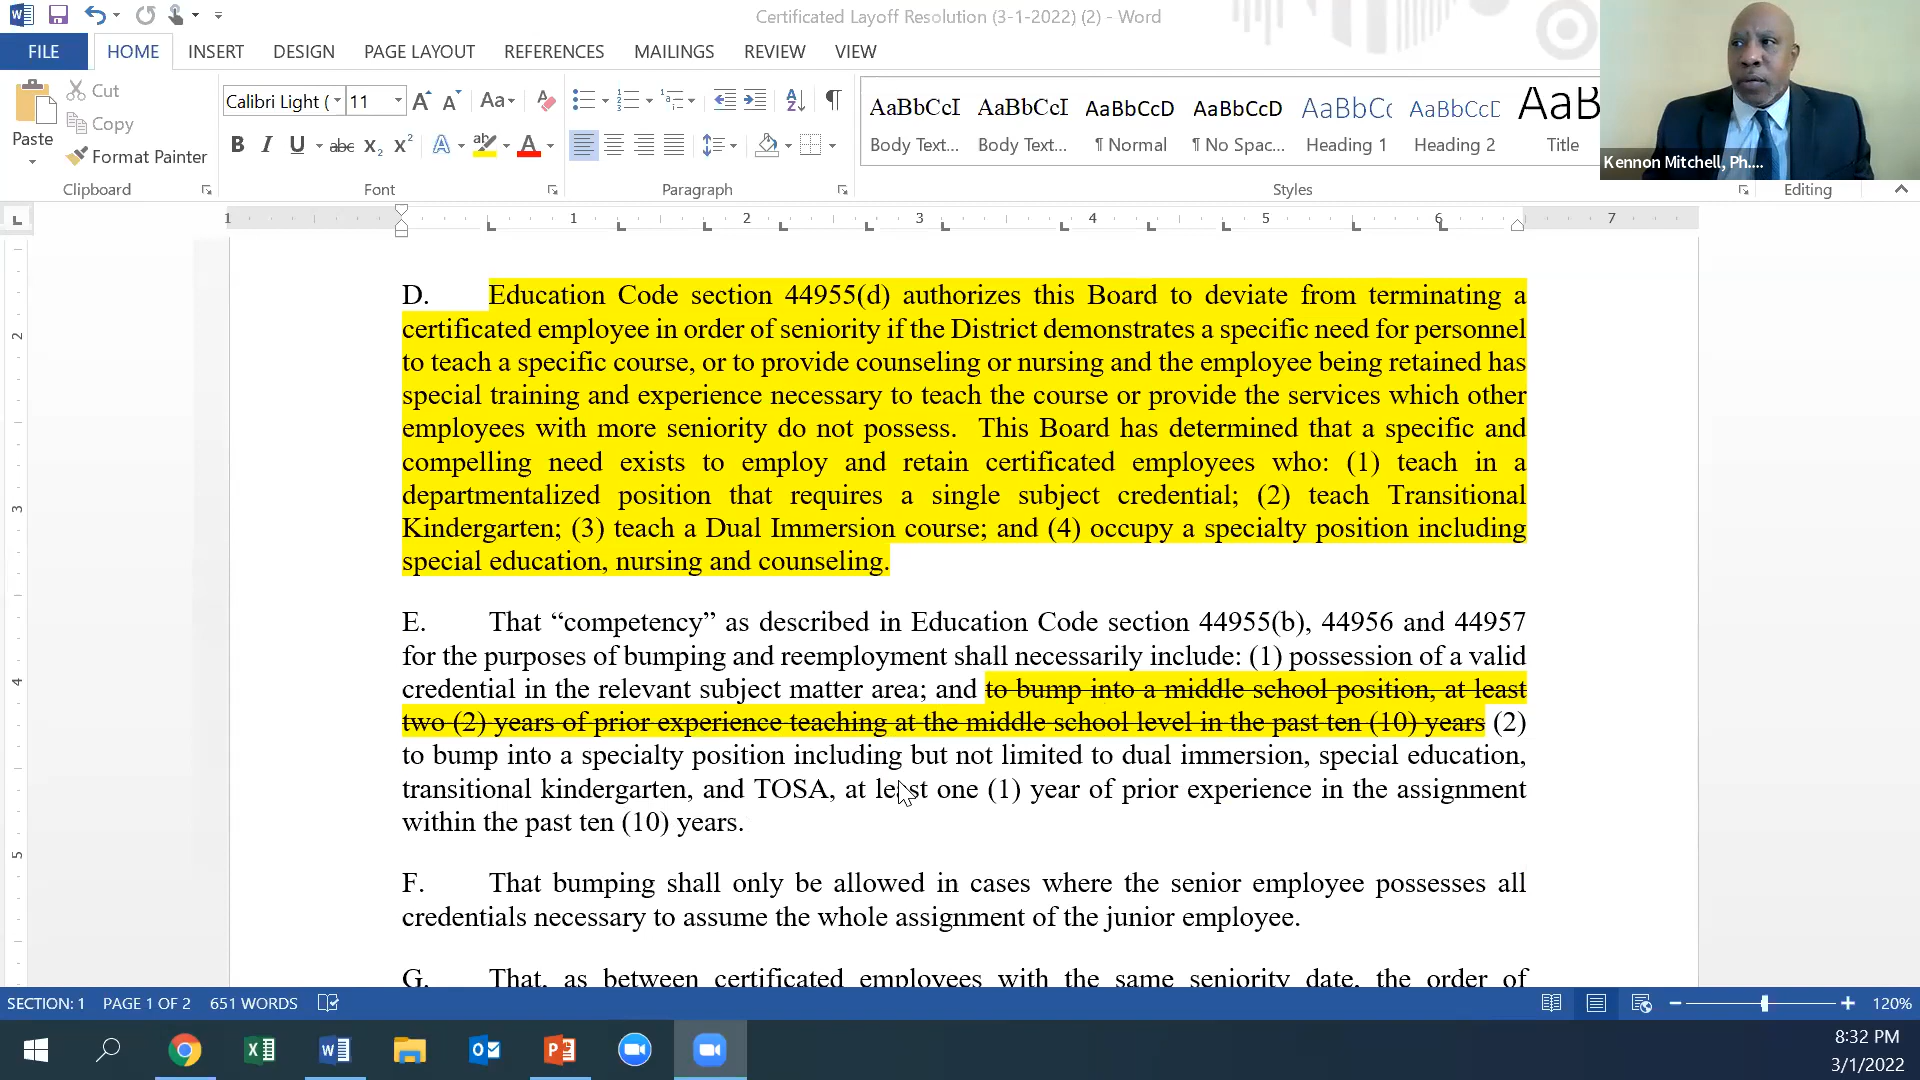 Certificated Layoff Resolution (3-1-2022) (2) - Word
FILE HOME INSERT DESIGN PAGE LAYOUT REFERENCES MAILINGS REVIEW VIEW
Cut
Copy
Format Painter
Paste
Clipboard
Calibri Light ( 11
Font
Paragraph
AaBbCcI AaBbCcI AaBbCcD AaBbCcD AaBbCc AaBbCcD AaB
Body Text... Body Text... ¶ Normal ¶ No Spac... Heading 1 Heading 2 Title
Styles
Editing
Kennon Mitchell, Ph....
1 1 2 3 4 5 6 7
2
3
4
5
D. Education Code section 44955(d) authorizes this Board to deviate from terminating a
certificated employee in order of seniority if the District demonstrates a specific need for personnel
to teach a specific course, or to provide counseling or nursing and the employee being retained has
special training and experience necessary to teach the course or provide the services which other
employees with more seniority do not possess. This Board has determined that a specific and
compelling need exists to employ and retain certificated employees who: (1) teach in a
departmentalized position that requires a single subject credential; (2) teach Transitional
Kindergarten; (3) teach a Dual Immersion course; and (4) occupy a specialty position including
special education, nursing and counseling.
E. That “competency” as described in Education Code section 44955(b), 44956 and 44957
for the purposes of bumping and reemployment shall necessarily include: (1) possession of a valid
credential in the relevant subject matter area; and to bump into a middle school position, at least
two (2) years of prior experience teaching at the middle school level in the past ten (10) years (2)
to bump into a specialty position including but not limited to dual immersion, special education,
transitional kindergarten, and TOSA, at least one (1) year of prior experience in the assignment
within the past ten (10) years.
F. That bumping shall only be allowed in cases where the senior employee possesses all
credentials necessary to assume the whole assignment of the junior employee.
G. That, as between certificated employees with the same seniority date, the order of
SECTION: 1 PAGE 1 OF 2 651 WORDS
120%
8:32 PM
3/1/2022